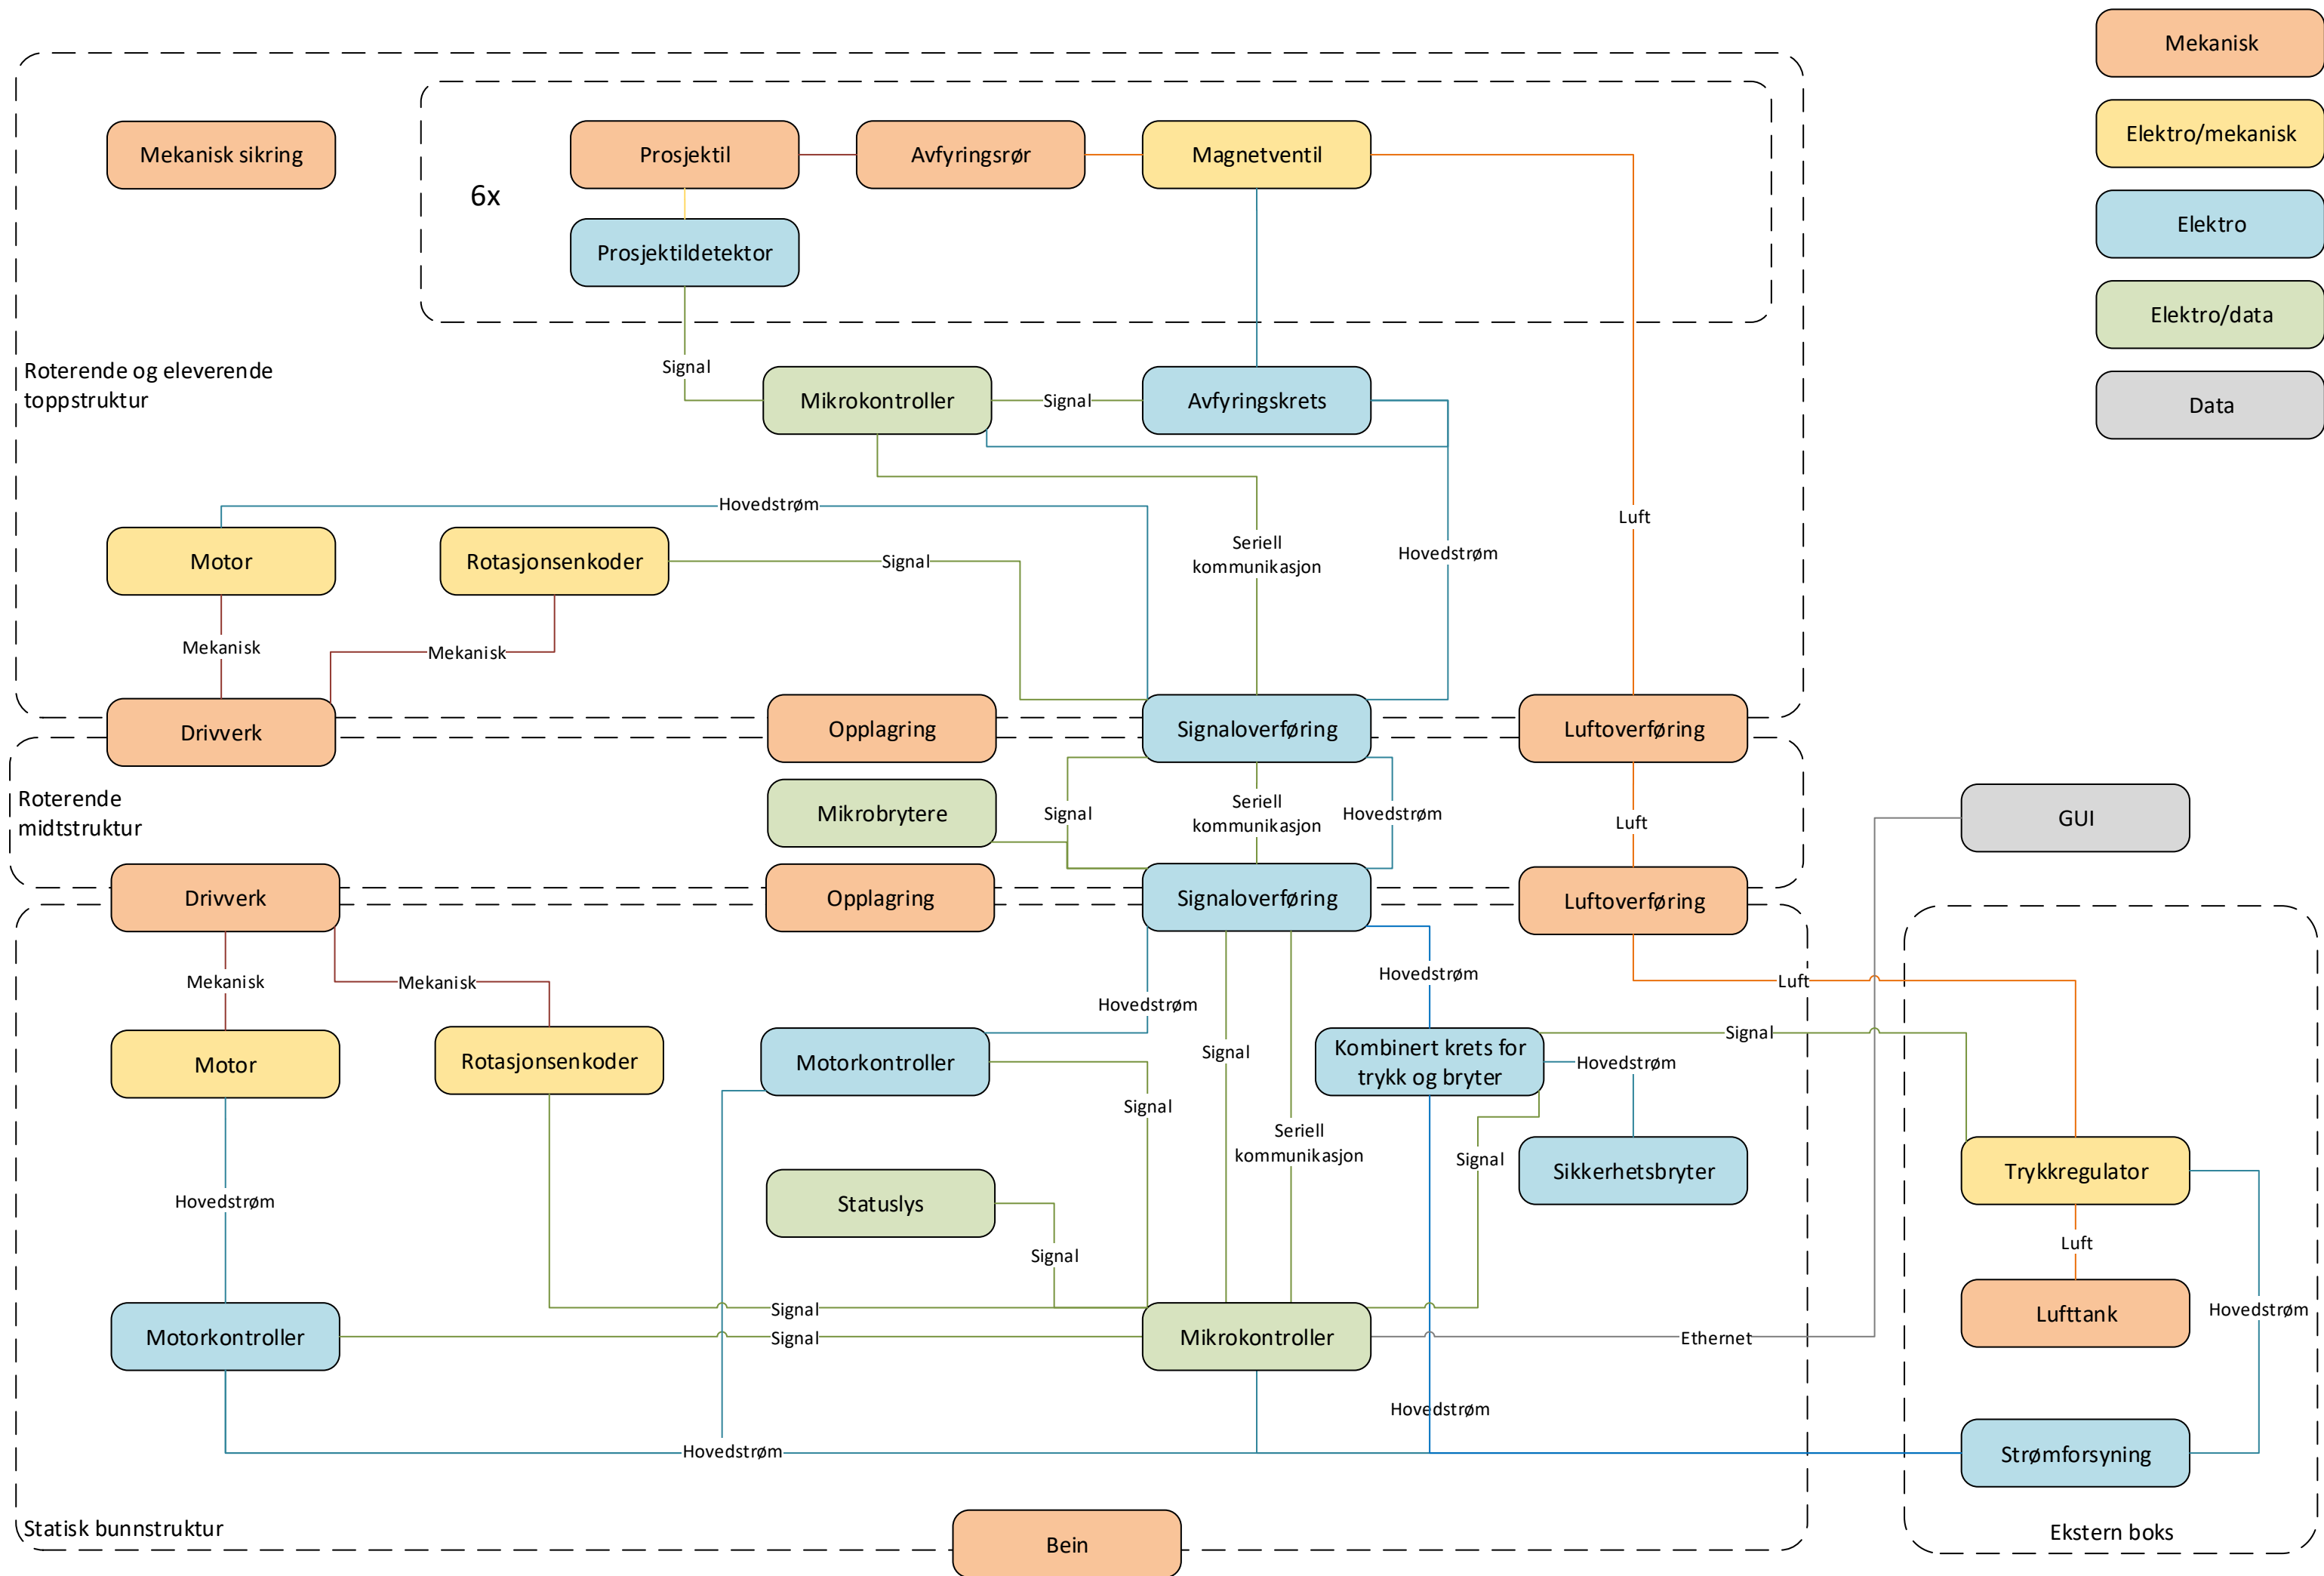 Mekanisk
Elektro/mekanisk
Elektro
Elektro/data
Data
Mekanisk sikring
6x
Prosjektil
Avfyringsrør
Magnetventil
Prosjektildetektor
Signal
Roterende og eleverende
toppstruktur
Mikrokontroller
Signal
Avfyringskrets
Hovedstrøm
Luft
Motor
Rotasjonsenkoder
Signal
Seriell
kommunikasjon
Hovedstrøm
Mekanisk
Mekanisk
Drivverk
Opplagring
Signaloverføring
Luftoverføring
Roterende
midtstruktur
Mikrobrytere
Signal
Seriell
kommunikasjon
Hovedstrøm
Luft
GUI
Drivverk
Opplagring
Signaloverføring
Luftoverføring
Mekanisk
Mekanisk
Hovedstrøm
Hovedstrøm
Luft
Motor
Rotasjonsenkoder
Motorkontroller
Signal
Kombinert krets for
trykk og bryter
Hovedstrøm
Signal
Signal
Seriell
kommunikasjon
Signal
Sikkerhetsbryter
Trykkregulator
Hovedstrøm
Statuslys
Signal
Luft
Signal
Lufttank
Hovedstrøm
Motorkontroller
Signal
Mikrokontroller
Ethernet
Hovedstrøm
Hovedstrøm
Strømforsyning
Statisk bunnstruktur
Bein
Ekstern boks